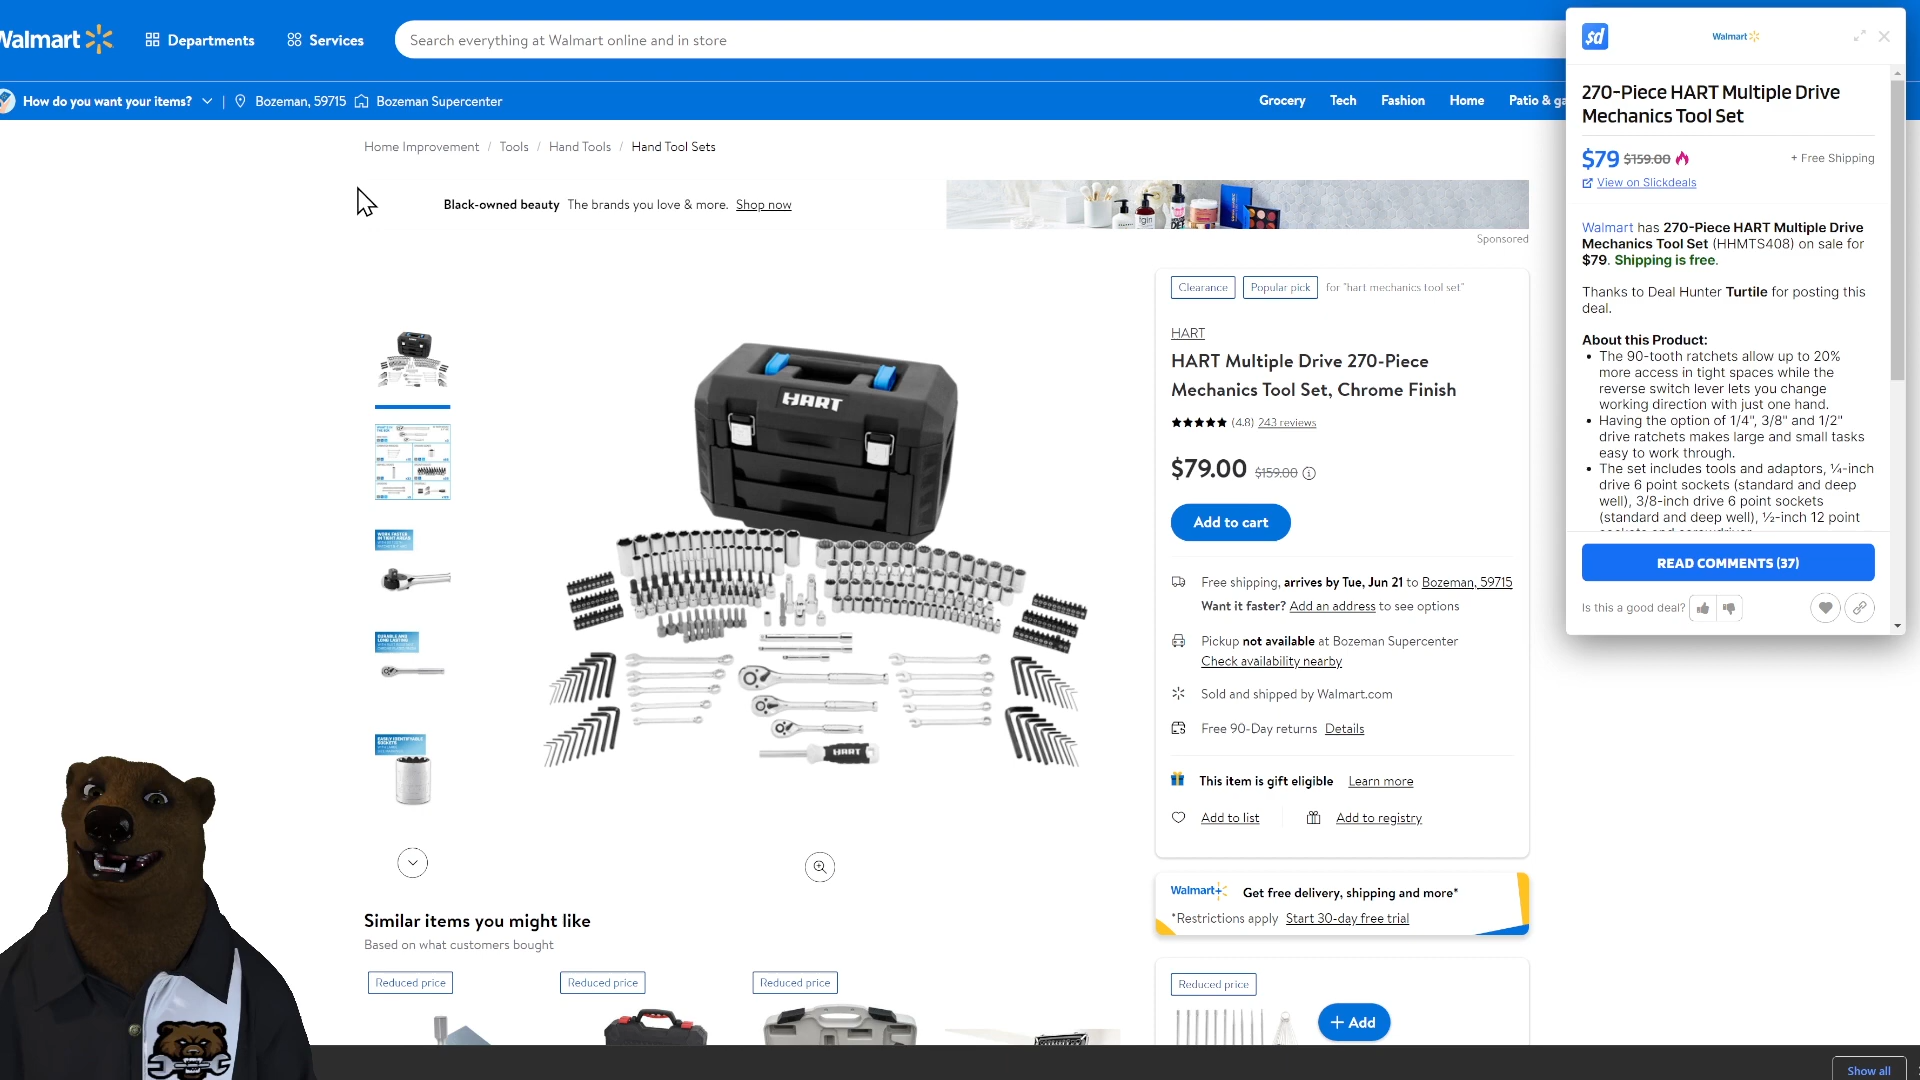 Walmart
Departments
Services
Search everything at Walmart online and in store
How do you want your items?
|
Bozeman, 59715
Bozeman Supercenter
Grocery
Tech
Fashion
Home
Patio & ga
Home Improvement / Tools / Hand Tools / Hand Tool Sets
Black-owned beauty The brands you love & more. Shop now
Sponsored
HART
HART
Clearance
Popular pick
for "hart mechanics tool set"
HART
HART Multiple Drive 270-Piece
Mechanics Tool Set, Chrome Finish
(4.8) 243 reviews
$79.00 $159.00
Add to cart
Free shipping, arrives by Tue, Jun 21 to Bozeman, 59715
Want it faster? Add an address to see options
Pickup not available at Bozeman Supercenter
Check availability nearby
Sold and shipped by Walmart.com
Free 90-Day returns Details
This item is gift eligible Learn more
Add to list
Add to registry
Walmart+ Get free delivery, shipping and more*
*Restrictions apply Start 30-day free trial
Reduced price
+ Add
Similar items you might like
Based on what customers bought
Reduced price
Reduced price
Reduced price
Show all
sd
Walmart
270-Piece HART Multiple Drive
Mechanics Tool Set
$79 $159.00
+ Free Shipping
View on Slickdeals
Walmart has 270-Piece HART Multiple Drive
Mechanics Tool Set (HHMTS408) on sale for
$79. Shipping is free.
Thanks to Deal Hunter Turtile for posting this
deal.
About this Product:
• The 90-tooth ratchets allow up to 20%
more access in tight spaces while the
reverse switch lever lets you change
working direction with just one hand.
• Having the option of 1/4", 3/8" and 1/2"
drive ratchets makes large and small tasks
easy to work through.
• The set includes tools and adaptors, ¼-inch
drive 6 point sockets (standard and deep
well), 3/8-inch drive 6 point sockets
(standard and deep well), ½-inch 12 point
READ COMMENTS (37)
Is this a good deal?